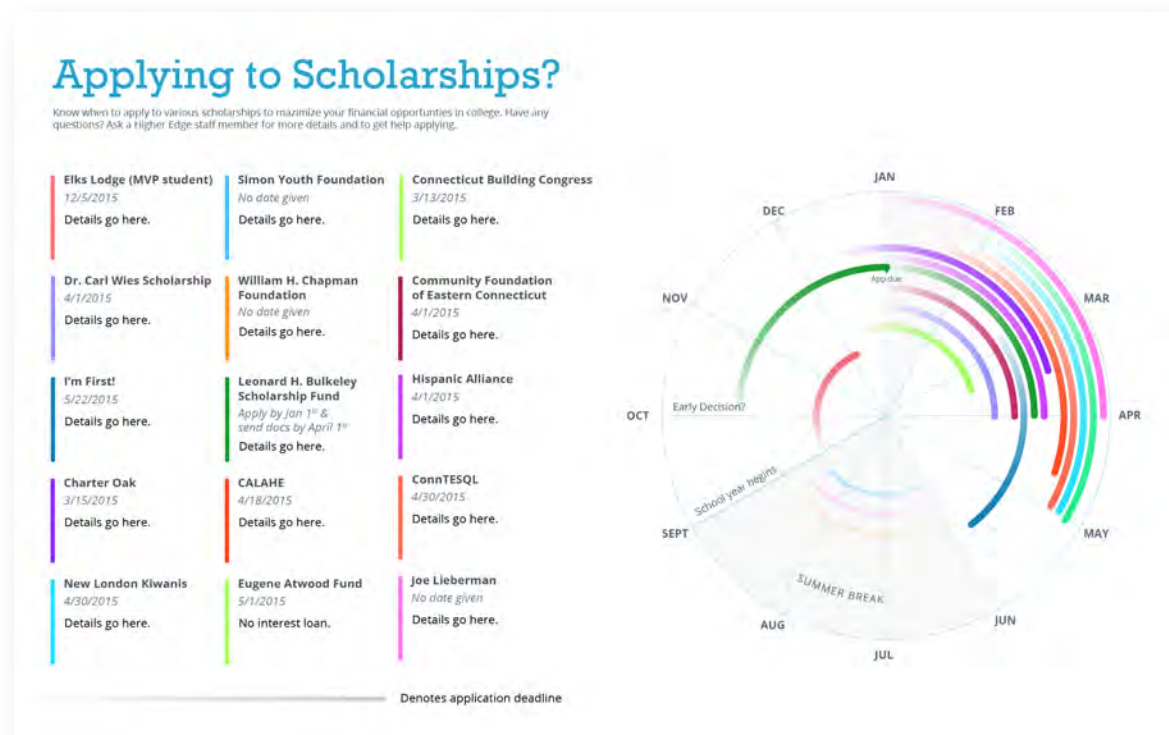 Applying to Scholarships?
Know when to apply to various scholarships to maximize your financial opportunties in college. Have any
questions? Ask a Higher Edge staff member for more details and to get help applying.
Elks Lodge (MVP student)
12/5/2015
Details go here.
Simon Youth Foundation
No date given
Details go here.
Connecticut Building Congress
3/13/2015
Details go here.
Dr. Carl Wies Scholarship
4/1/2015
Details go here.
William H. Chapman
Foundation
No date given
Details go here.
Community Foundation
of Eastern Connecticut
4/1/2015
Details go here.
I'm First!
5/22/2015
Details go here.
Leonard H. Bulkeley
Scholarship Fund
Apply by Jan 1st &
send docs by April 1st
Details go here.
Hispanic Alliance
4/1/2015
Details go here.
Charter Oak
3/15/2015
Details go here.
CALAHE
4/18/2015
Details go here.
ConnTESQL
4/30/2015
Details go here.
New London Kiwanis
4/30/2015
Details go here.
Eugene Atwood Fund
5/1/2015
No interest loan.
Joe Lieberman
No date given
Details go here.
Denotes application deadline
JAN
FEB
MAR
APR
MAY
JUN
JUL
AUG
SEPT
OCT
NOV
DEC
App due
Early Decision?
School year begins
SUMMER BREAK